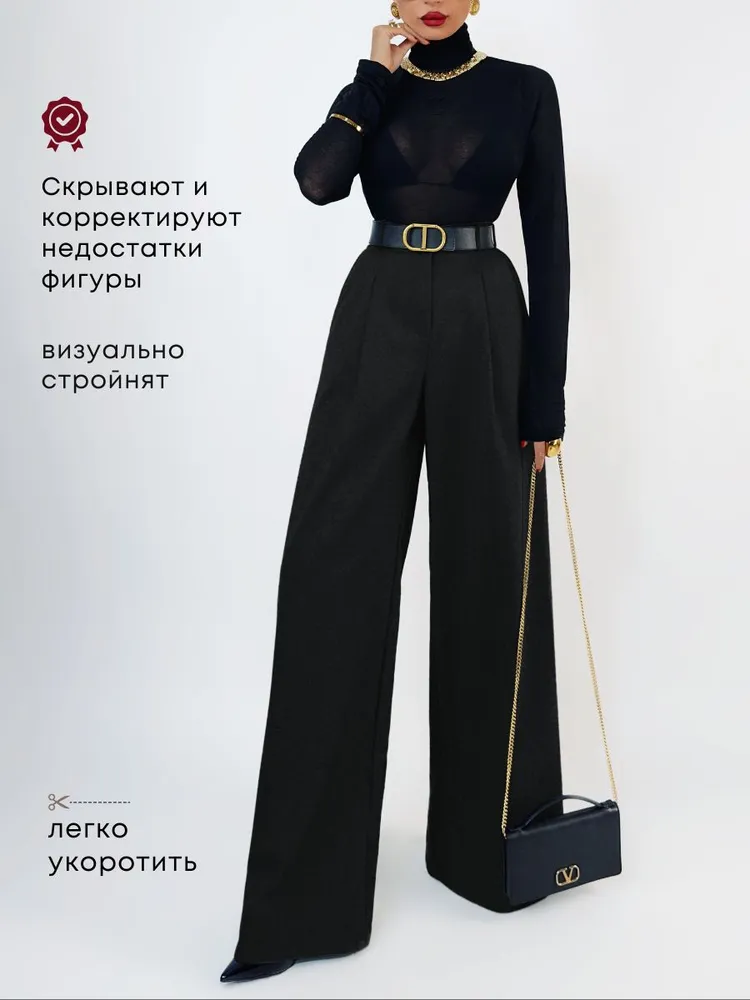 Скрывают и
корректируют
недостатки
фигуры
визуально
стройнят
легко
укоротить